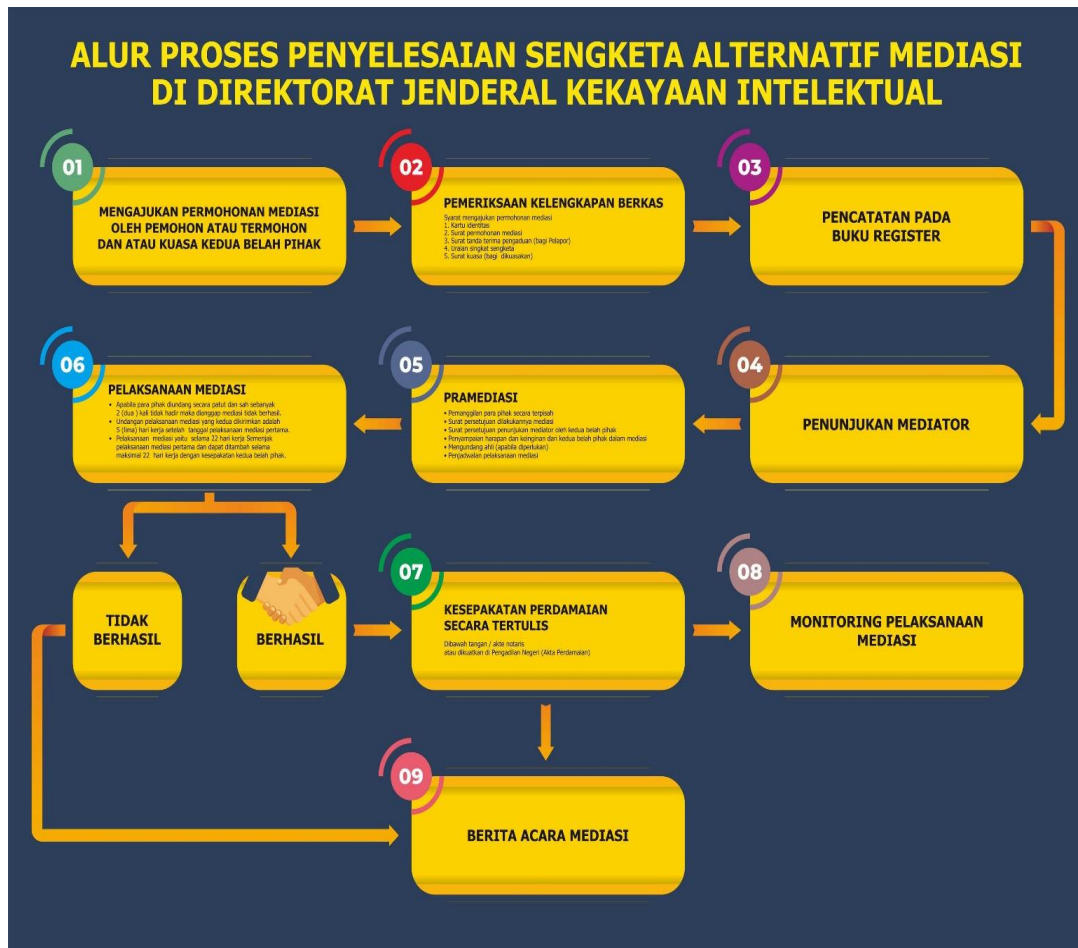 ALUR PROSES PENYELESAIAN SENGKETA ALTERNATIF MEDIASI
DI DIREKTORAT JENDERAL KEKAYAAN INTELEKTUAL
01
MENGAJUKAN PERMOHONAN MEDIASI
OLEH PEMOHON ATAU TERMOHON
DAN ATAU KUASA KEDUA BELAH PIHAK
02
PEMERIKSAAN KELENGKAPAN BERKAS
Syarat mengajukan permohonan mediasi
1. Kartu identitas
2. Surat permohonan mediasi
3. Surat tanda terima pengaduan (bagi Pelapor)
4. Uraian singkat sengketa
5. Surat kuasa (bagi dikuasakan)
03
PENCATATAN PADA
BUKU REGISTER
04
PENUNJUKAN MEDIATOR
05
PRAMEDIASI
• Pemanggilan para pihak secara terpisah
• Surat persetujuan dilakukannya mediasi
• Surat persetujuan penunjukan mediator oleh kedua belah pihak
• Penyampaian harapan dan keinginan dari kedua belah pihak dalam mediasi
• Mengundang ahli (apabila diperlukan)
• Penjadwalan pelaksanaan mediasi
06
PELAKSANAAN MEDIASI
• Apabila para pihak diundang secara patut dan sah sebanyak
2 (dua ) kali tidak hadir maka dianggap mediasi tidak berhasil.
• Undangan pelaksanaan mediasi yang kedua dikirimkan adalah
5 (lima) hari kerja setelah tanggal pelaksanaan mediasi pertama.
• Pelaksanaan mediasi yaitu selama 22 hari kerja Semenjak
pelaksanaan mediasi pertama dan dapat ditambah selama
maksimal 22 hari kerja dengan kesepakatan kedua belah pihak.
TIDAK
BERHASIL
BERHASIL
07
KESEPAKATAN PERDAMAIAN
SECARA TERTULIS
Dibawah tangan / akte notaris
atau dikuatkan di Pengadilan Negeri (Akta Perdamaian)
08
MONITORING PELAKSANAAN
MEDIASI
09
BERITA ACARA MEDIASI